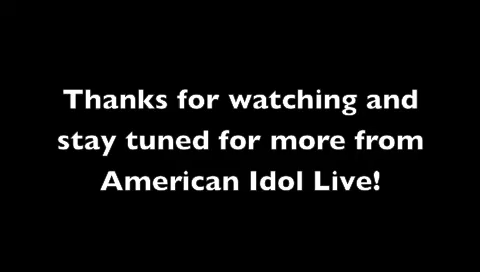 Thanks for watching and
stay tuned for more from
American Idol Live!